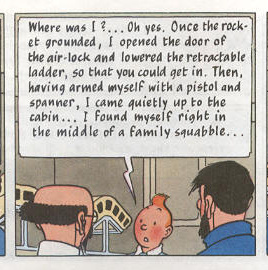 Where was I ?... Oh yes. Once the rock-
et grounded, I opened the door of
the air-lock and lowered the retractable
ladder, so that you could get in. Then,
having armed myself with a pistol and
spanner, I came quietly up to the
cabin... I found myself right in
the middle of a family squabble...